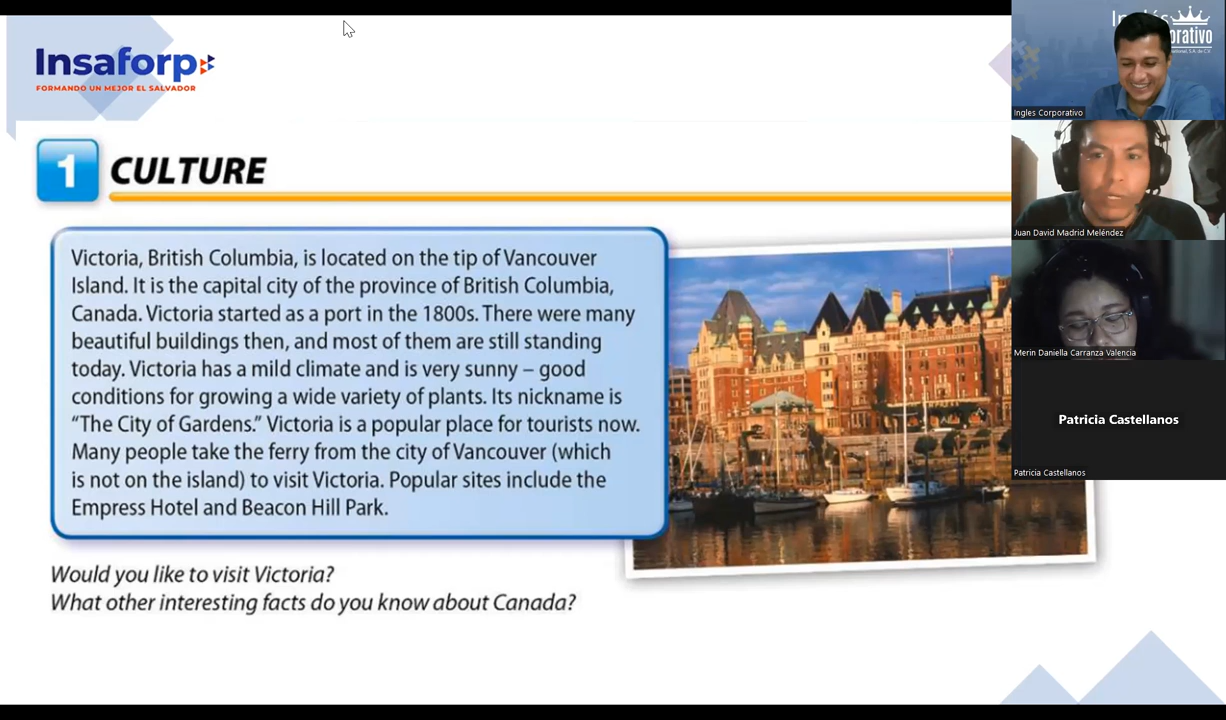 Insaforp
FORMANDO UN MEJOR EL SALVADOR
1 CULTURE
Victoria, British Columbia, is located on the tip of Vancouver
Island. It is the capital city of the province of British Columbia,
Canada. Victoria started as a port in the 1800s. There were many
beautiful buildings then, and most of them are still standing
today. Victoria has a mild climate and is very sunny – good
conditions for growing a wide variety of plants. Its nickname is
“The City of Gardens.” Victoria is a popular place for tourists now.
Many people take the ferry from the city of Vancouver (which
is not on the island) to visit Victoria. Popular sites include the
Empress Hotel and Beacon Hill Park.
Would you like to visit Victoria?
What other interesting facts do you know about Canada?
Ingles Corporativo
Juan David Madrid Meléndez
Merin Daniella Carranza Valencia
Patricia Castellanos
Patricia Castellanos